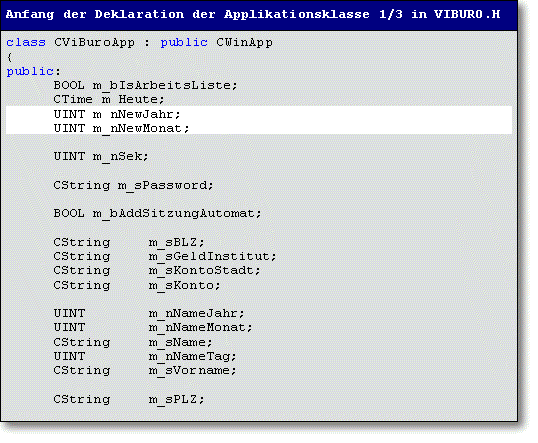 Anfang der Deklaration der Applikationsklasse 1/3 in VIBURO.H
class CViBuroApp : public CWinApp
{
public:
BOOL m_bIsArbeitsListe;
CTime m_Heute;
UINT m_nNewJahr;
UINT m_nNewMonat;
UINT m_nSek;
CString m_sPassword;
BOOL m_bAddSitzungAutomat;
CString m_sBLZ;
CString m_sGeldInstitut;
CString m_sKontoStadt;
CString m_sKonto;
UINT m_nNameJahr;
UINT m_nNameMonat;
CString m_sName;
UINT m_nNameTag;
CString m_sVorname;
CString m_sPLZ;